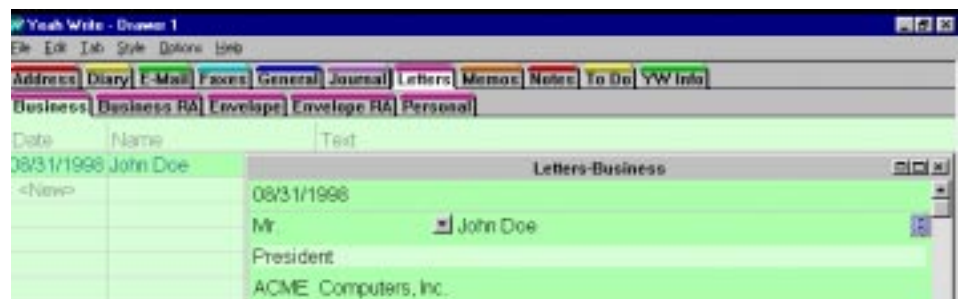 Yeah Write - Drawer 1
File Edit Tab Style Options Help
Address Diary E-Mail Faxes General Journal Letters Memos Notes To Do YW Info
Business Business RA Envelope Envelope RA Personal
Date Name Text
08/31/1998 John Doe
Letters-Business
<New>
08/31/1998
Mr. John Doe
President
ACME Computers, Inc.